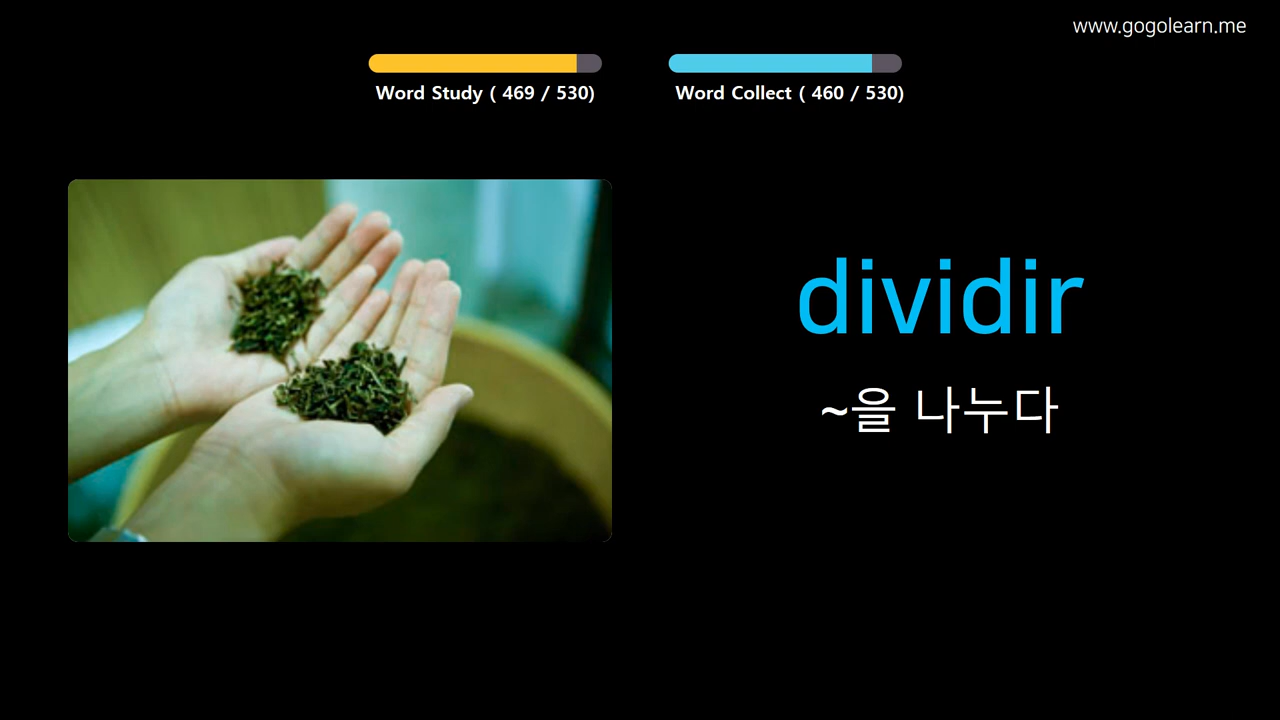 www.gogolearn.me
Word Study ( 469 / 530)
Word Collect ( 460 / 530)
dividir
~을 나누다